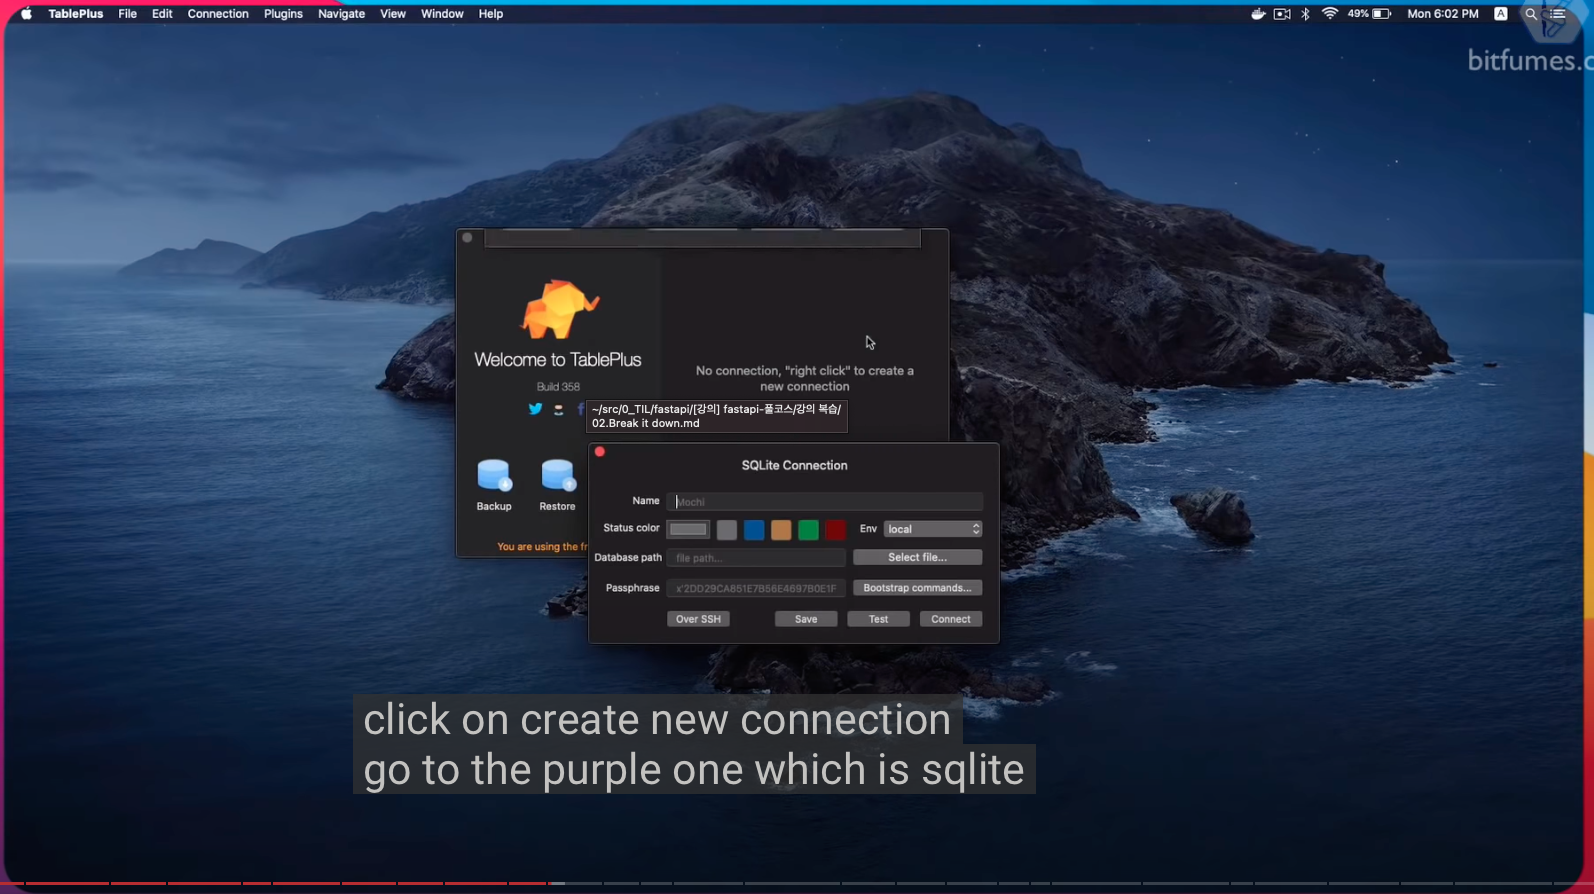 TablePlus File Edit Connection Plugins Navigate View Window Help
49% Mon 6:02 PM A
bitfumes.c
Welcome to TablePlus
Build 358
No connection, "right click" to create a
new connection
~/src/0_TIL/fastapi/[강의] fastapi-풀코스/강의 복습/
02.Break it down.md
Backup Restore
You are using the fr
SQLite Connection
Name Mochi
Status color Env local
Database path file path... Select file...
Passphrase x'2DD29CA851E7B56E4697B0E1F Bootstrap commands...
Over SSH Save Test Connect
click on create new connection
go to the purple one which is sqlite